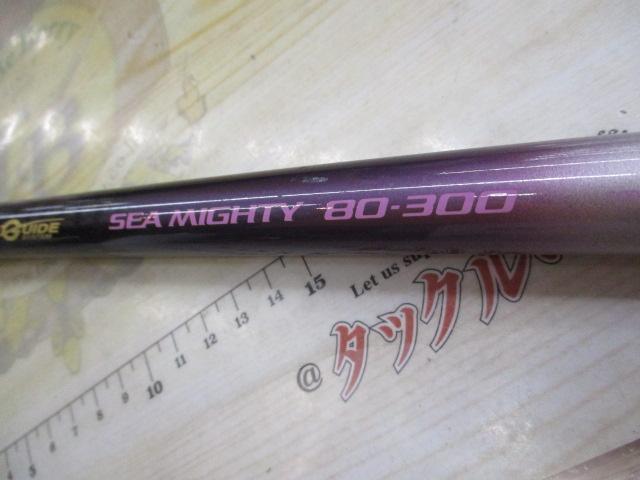 GUIDE
SEA MIGHTY 80-300
Let us
@タックル
4 5 6 7 8 9 10 11 12 13 14 15